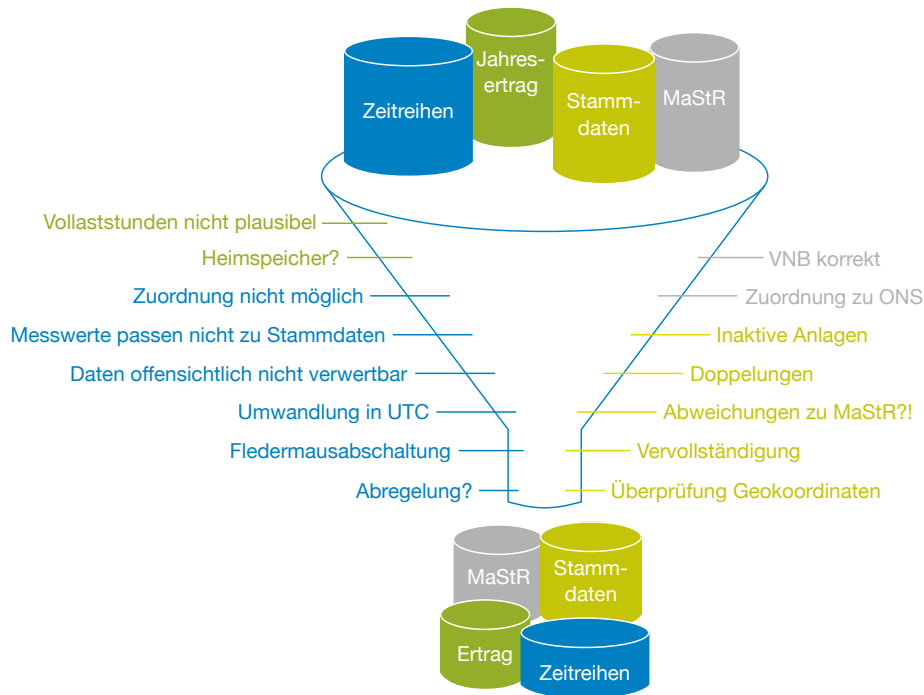 Zeitreihen
Jahres-
ertrag
Stamm-
daten
MaStR
Vollaststunden nicht plausibel
Heimspeicher?
Zuordnung nicht möglich
Messwerte passen nicht zu Stammdaten
Daten offensichtlich nicht verwertbar
Umwandlung in UTC
Fledermausabschaltung
Abregelung?
VNB korrekt
Zuordnung zu ONS
Inaktive Anlagen
Doppelungen
Abweichungen zu MaStR?!
Vervollständigung
Überprüfung Geokoordinaten
MaStR
Stamm-
daten
Ertrag
Zeitreihen